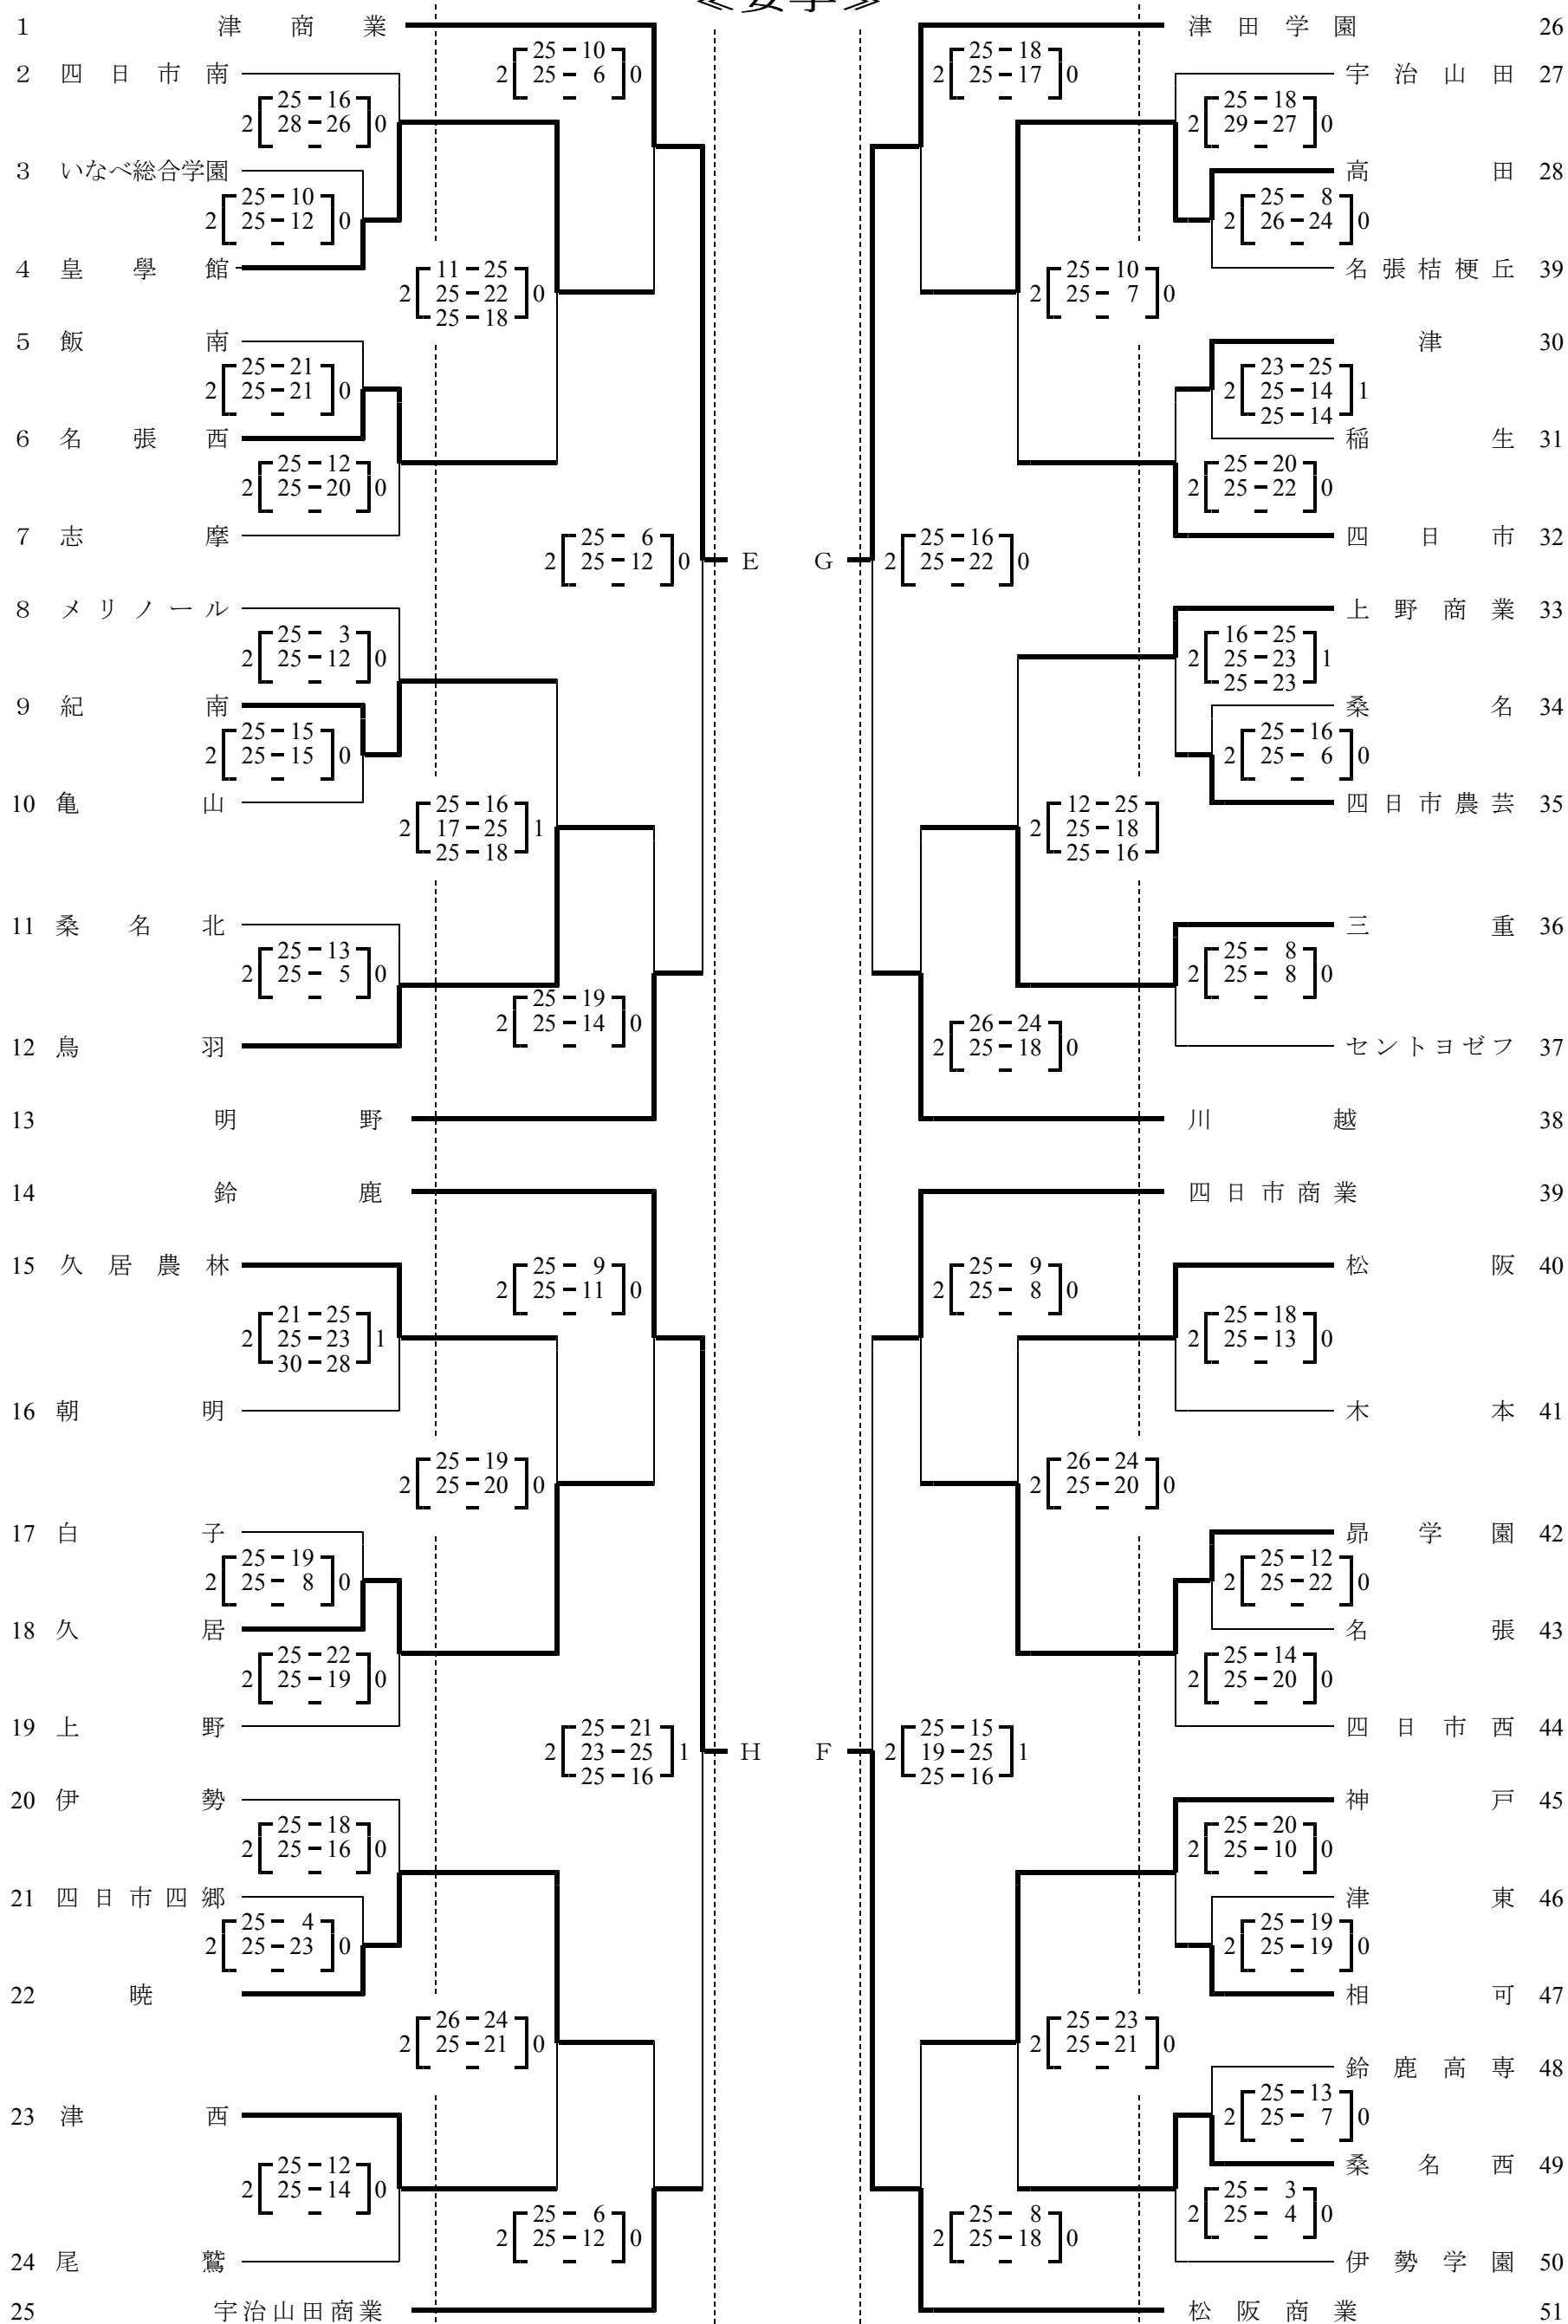 ≪女子≫
1 津商業
25 － 10
2 25 － 6 0
－
2 四日市南
25 － 16
2 28 － 26 0
－
3 いなべ総合学園
25 － 10
2 25 － 12 0
－
4 皇學館
11 － 25
2 25 － 22 0
25 － 18
5 飯南
25 － 21
2 25 － 21 0
－
6 名張西
25 － 12
2 25 － 20 0
－
7 志摩
25 － 6
2 25 － 12 0 E
－
8 メリノール
25 － 3
2 25 － 12 0
－
9 紀南
25 － 15
2 25 － 15 0
－
10 亀山
25 － 16
2 17 － 25 1
25 － 18
11 桑名北
25 － 13
2 25 － 5 0
－
25 － 19
2 25 － 14 0
－
12 鳥羽
13 明野
14 鈴鹿
15 久居農林
25 － 9
2 25 － 11 0
－
21 － 25
2 25 － 23 1
30 － 28
16 朝明
25 － 19
2 25 － 20 0
－
17 白子
25 － 19
2 25 － 8 0
－
18 久居
25 － 22
2 25 － 19 0
－
19 上野
25 － 21
2 23 － 25 1 H
25 － 16
20 伊勢
25 － 18
2 25 － 16 0
－
21 四日市四郷
25 － 4
2 25 － 23 0
－
22 暁
26 － 24
2 25 － 21 0
－
23 津西
25 － 12
2 25 － 14 0
－
25 － 6
2 25 － 12 0
－
24 尾鷲
25 宇治山田商業
津田学園 26
25 － 18
2 25 － 17 0
－
宇治山田 27
25 － 18
2 29 － 27 0
－
高田 28
25 － 8
2 26 － 24 0
－
名張桔梗丘 39
25 － 10
2 25 － 7 0
－
津 30
23 － 25
2 25 － 14 1
25 － 14
稲生 31
25 － 20
2 25 － 22 0
－
四日市 32
25 － 16
G 2 25 － 22 0
－
上野商業 33
16 － 25
2 25 － 23 1
25 － 23
桑名 34
25 － 16
2 25 － 6 0
－
四日市農芸 35
12 － 25
2 25 － 18
25 － 16
三重 36
25 － 8
2 25 － 8 0
－
26 － 24
2 25 － 18 0
－
セントヨゼフ 37
川越 38
四日市商業 39
25 － 9
2 25 － 8 0
－
松阪 40
25 － 18
2 25 － 13 0
－
木本 41
26 － 24
2 25 － 20 0
－
昴学園 42
25 － 12
2 25 － 22 0
－
名張 43
25 － 14
2 25 － 20 0
－
四日市西 44
25 － 15
F 2 19 － 25 1
25 － 16
神戸 45
25 － 20
2 25 － 10 0
－
津東 46
25 － 19
2 25 － 19 0
－
相可 47
25 － 23
2 25 － 21 0
－
鈴鹿高専 48
25 － 13
2 25 － 7 0
－
桑名西 49
25 － 3
2 25 － 4 0
－
25 － 8
2 25 － 18 0
－
伊勢学園 50
松阪商業 51